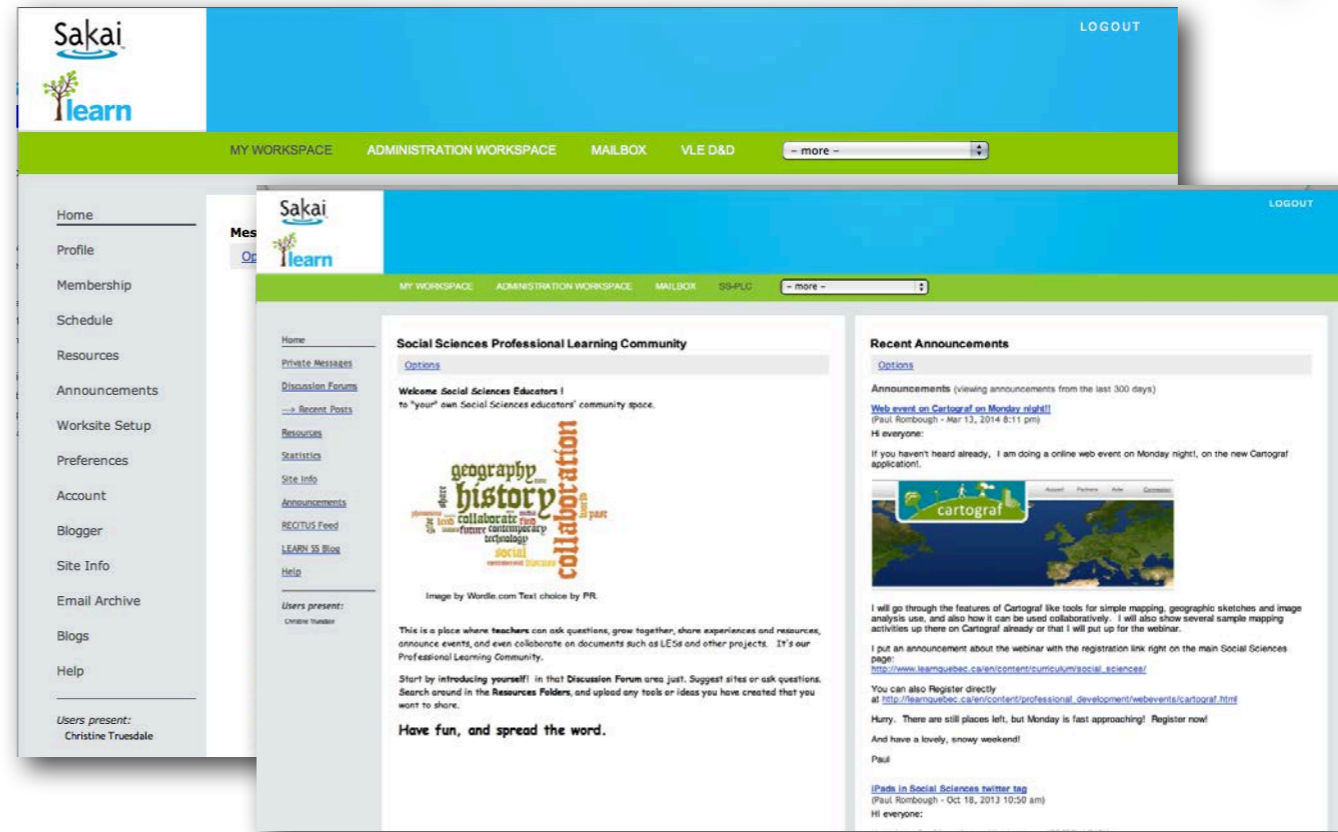 Sakai
learn
LOGOUT
MY WORKSPACE ADMINISTRATION WORKSPACE MAILBOX VLE D&D – more –
Home
Profile
Membership
Schedule
Resources
Announcements
Worksite Setup
Preferences
Account
Blogger
Site Info
Email Archive
Blogs
Help
Users present:
Christine Truesdale
Sakai
learn
LOGOUT
MY WORKSPACE ADMINISTRATION WORKSPACE MAILBOX SS-PLC – more –
Home
Private Messages
Discussion Forums
---> Recent Posts
Resources
Statistics
Site Info
Announcements
RECITUS Feed
LEARN SS Blog
Help
Users present:
Christine Truesdale
Social Sciences Professional Learning Community
Options
Welcome Social Sciences Educators !
to "your" own Social Sciences educators' community space.
geography
history
collaboration
share
past
give
collaborate
future contemporary
technology
social
Image by Wordle.com Text choice by PR.
This is a place where teachers can ask questions, grow together, share experiences and resources,
announce events, and even collaborate on documents such as LESs and other projects. It's our
Professional Learning Community.
Start by introducing yourself! in that Discussion Forum area just. Suggest sites or ask questions.
Search around in the Resources Folders, and upload any tools or ideas you have created that you
want to share.
Have fun, and spread the word.
Recent Announcements
Options
Announcements (viewing announcements from the last 300 days)
Web event on Cartograf on Monday night!!
(Paul Rombough - Mar 13, 2014 8:11 pm)
Hi everyone:
If you haven't heard already, I am doing a online web event on Monday night!, on the new Cartograf
application!.
Accueil Partners Aide Connexion
cartograf
I will go through the features of Cartograf like tools for simple mapping, geographic sketches and image
analysis use, and also how it can be used collaboratively. I will also show several sample mapping
activities up there on Cartograf already or that I will put up for the webinar.
I put an announcement about the webinar with the registration link right on the main Social Sciences
page:
http://www.learnquebec.ca/en/content/curriculum/social_sciences/
You can also Register directly
at http://learnquebec.ca/en/content/professional_development/webevents/cartograf.html
Hurry. There are still places left, but Monday is fast approaching! Register now!
And have a lovely, snowy weekend!
Paul
iPads in Social Sciences twitter tag
(Paul Rombough - Oct 18, 2013 10:50 am)
Hi everyone: